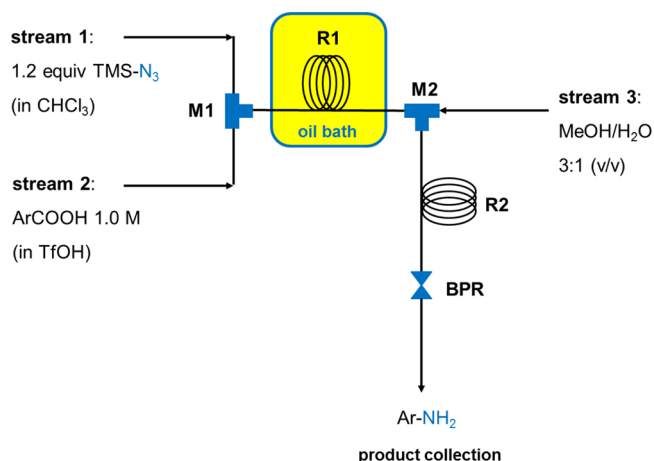 stream 1:
1.2 equiv TMS-N₃
(in CHCl₃)
M1
R1
oil bath
M2
stream 3:
MeOH/H₂O
3:1 (v/v)
stream 2:
ArCOOH 1.0 M
(in TfOH)
R2
BPR
Ar-NH₂
product collection